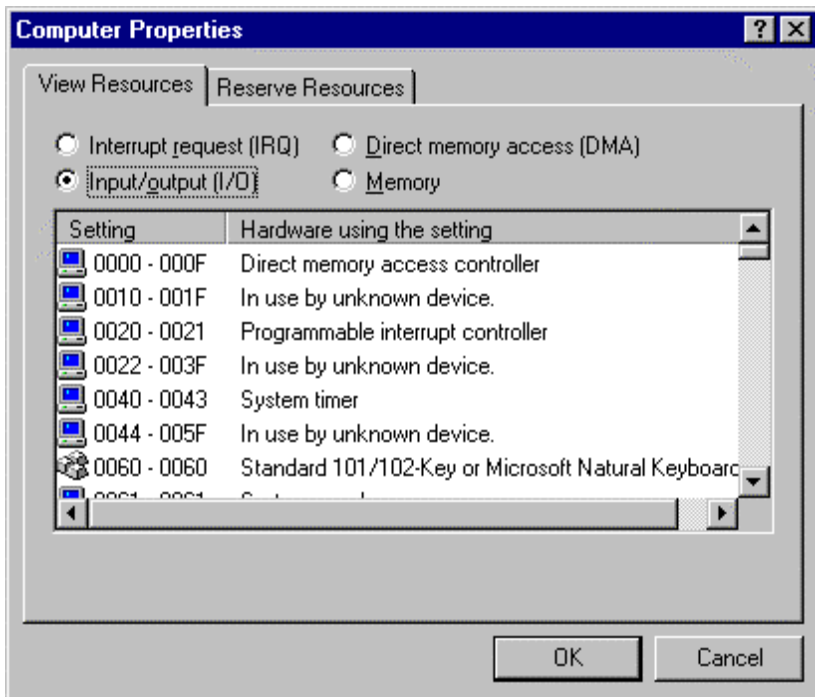 Computer Properties
View Resources Reserve Resources
Interrupt request (IRQ) Direct memory access (DMA)
Input/output (I/O) Memory
Setting Hardware using the setting
0000 - 000F Direct memory access controller
0010 - 001F In use by unknown device.
0020 - 0021 Programmable interrupt controller
0022 - 003F In use by unknown device.
0040 - 0043 System timer
0044 - 005F In use by unknown device.
0060 - 0060 Standard 101/102-Key or Microsoft Natural
OK Cancel